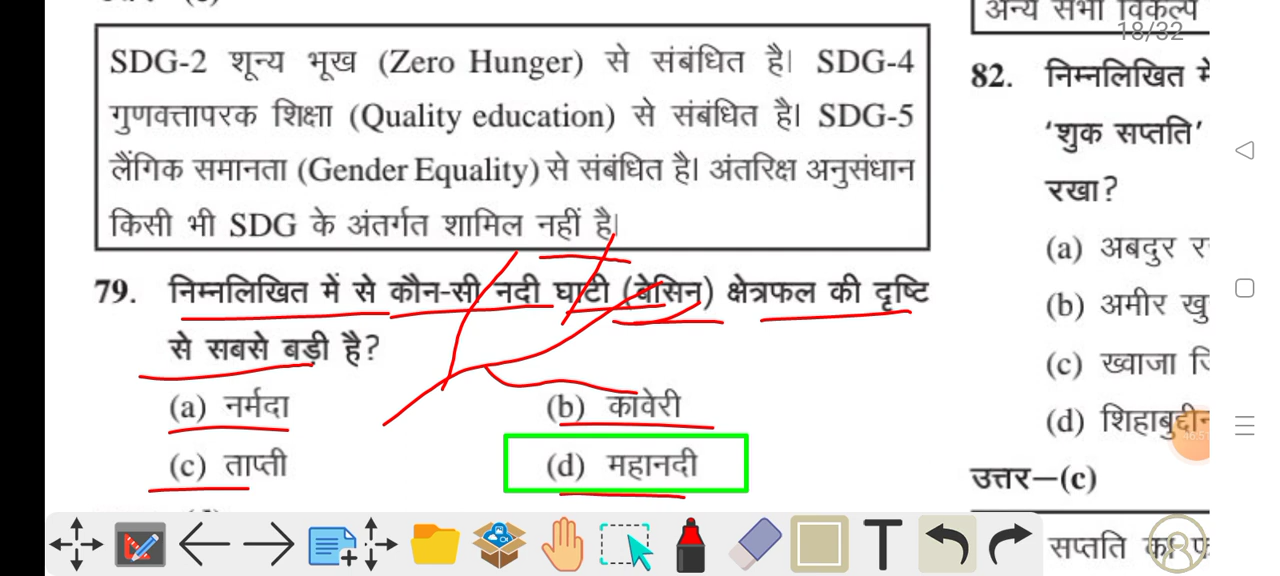 SDG-2 शून्य भूख (Zero Hunger) से संबंधित है। SDG-4
गुणवत्तापरक शिक्षा (Quality education) से संबंधित है। SDG-5
लैंगिक समानता (Gender Equality) से संबंधित है। अंतरिक्ष अनुसंधान
किसी भी SDG के अंतर्गत शामिल नहीं है।
79. निम्नलिखित में से कौन-सी नदी घाटी (बेसिन) क्षेत्रफल की दृष्टि
से सबसे बड़ी है?
(a) नर्मदा (b) कावेरी
(c) ताप्ती (d) महानदी
अन्य सभी विकल्प
18/32
82. निम्नलिखित में
'शुक सप्तति'
रखा?
(a) अबदुर
(b) अमीर
(c) ख्वाजा
(d) शिहाबुद्दीन
उत्तर–(c)
सप्तति का
T